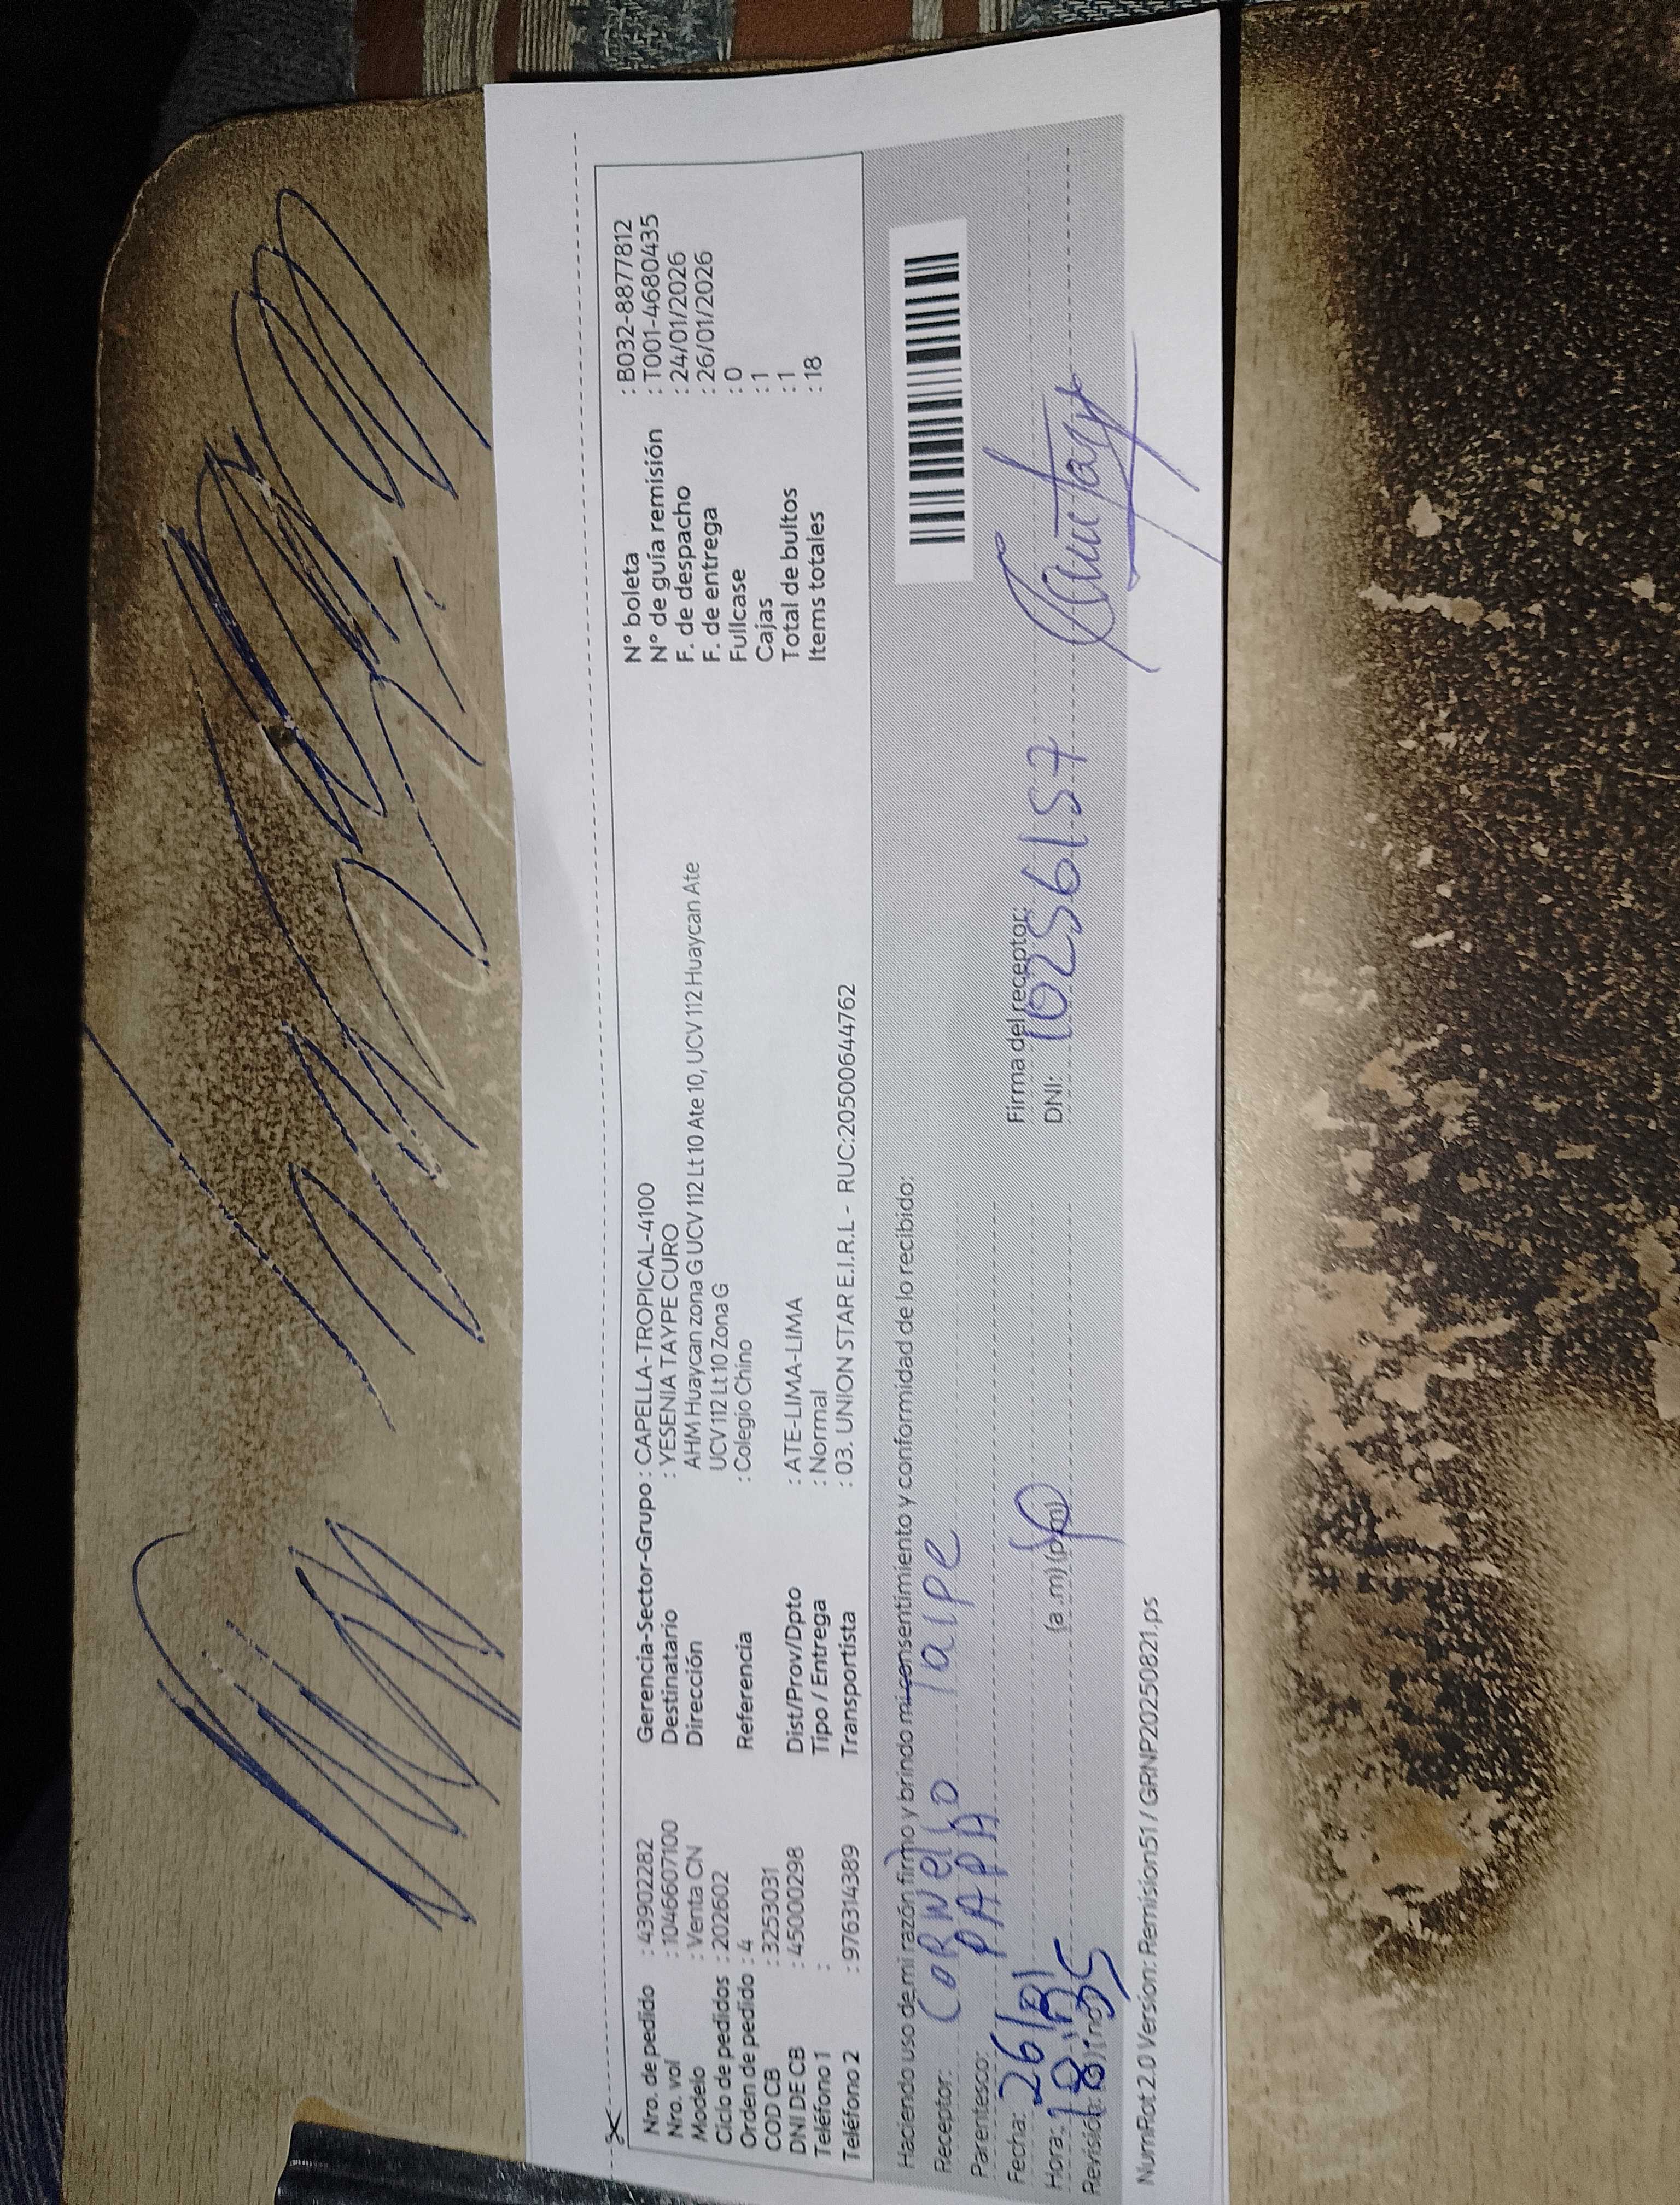 Nro. de pedido : 439022282
Nro. vol : 1046607100
Modelo : Venta CN
Ciclo de pedidos : 202602
Orden de pedido : 4
COD CB : 3253031
DNI DE CB : 45000298
Teléfono 1 :
Teléfono 2 : 976314389
Gerencia-Sector-Grupo : CAPELLA-TROPICAL-4100
Destinatario : YESENIA TAYPE CURO
Dirección AHM Huaycan zona G UCV 112 Lt 10 Ate 10, UCV 112 Huaycan Ate
UCV 112 Lt 10 Zona G
Referencia : Colegio Chino
Dist/Prov/Dpto : ATE-LIMA-LIMA
Tipo / Entrega : Normal
Transportista : 03. UNION STAR E.I.R.L - RUC:20500644762
N° boleta : B032-8877812
N° de guía remisión : T001-4680435
F. de despacho : 24/01/2026
F. de entrega : 26/01/2026
Fullcase : 0
Cajas : 1
Total de bultos : 1
Items totales : 18
Haciendo uso de mi razón firmo y brindo mi consentimiento y conformidad de lo recibido:
Receptor: CORNELIO Taipe
Parentesco: PAPA
Fecha: 26/01
Hora: (a.m) (p.m)
Firma del receptor:
DNI: 10256157
NumRot 2.0 Version: Remision51 / GRNP20250821.ps